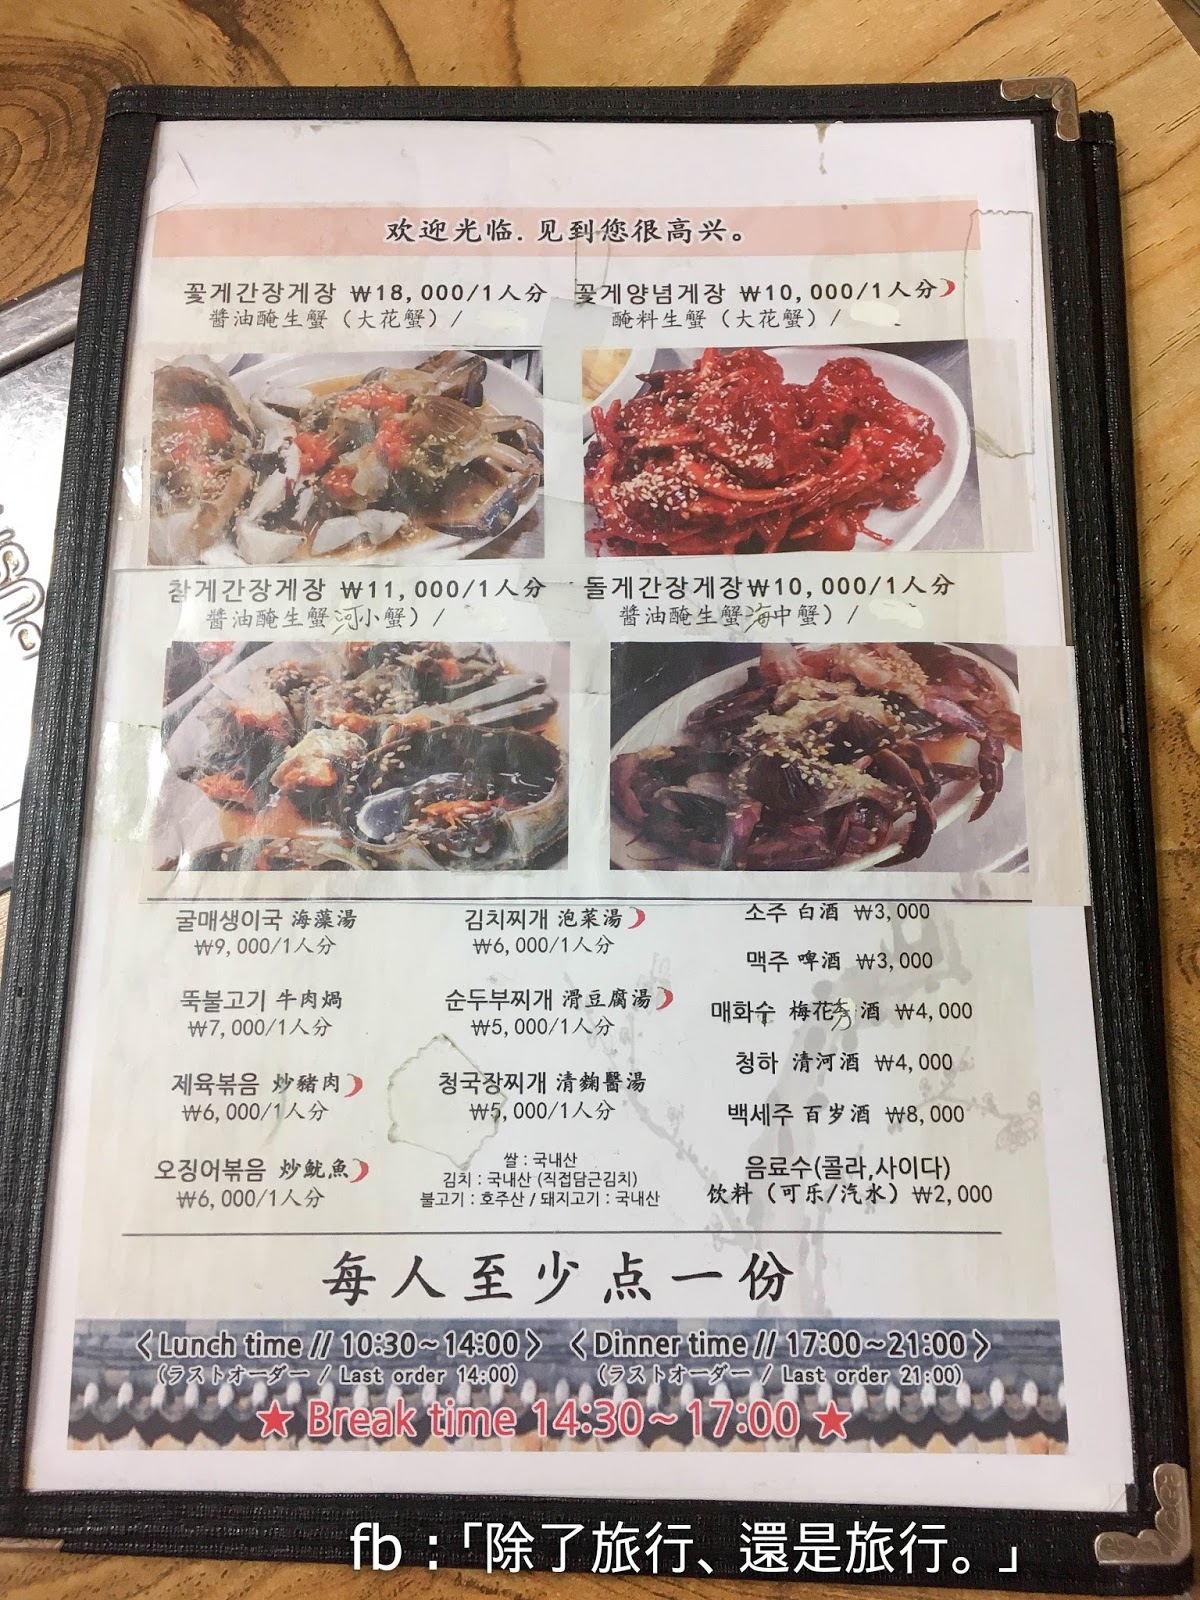 欢迎光临. 见到您很高兴。
꽃게간장게장 ₩18,000/1人分
醬油醃生蟹（大花蟹）/
꽃게양념게장 ₩10,000/1人分
醃料生蟹（大花蟹）/
참게간장게장 ₩11,000/1人分
醬油醃生蟹河小蟹）/
돌게간장게장₩10,000/1人分
醬油醃生蟹海中蟹）/
굴매생이국 海藻湯
₩9,000/1人分
뚝불고기 牛肉焗
₩7,000/1人分
제육볶음 炒豬肉
₩6,000/1人分
오징어볶음 炒魷魚
₩6,000/1人分
김치찌개 泡菜湯
₩6,000/1人分
순두부찌개 滑豆腐湯
₩5,000/1人分
청국장찌개 清麴醫湯
₩5,000/1人分
쌀 : 국내산
김치 : 국내산 (직접담근김치)
불고기 : 호주산 / 돼지고기 : 국내산
소주 白酒 ₩3,000
맥주 啤酒 ₩3,000
매화수 梅花秀酒 ₩4,000
청하 清河酒 ₩4,000
백세주 百岁酒 ₩8,000
음료수(콜라,사이다)
饮料（可乐/汽水）₩2,000
每人至少点一份
〈 Lunch time // 10:30~14:00 〉
(ラストオーダー / Last order 14:00)
〈 Dinner time // 17:00~21:00 〉
(ラストオーダー / Last order 21:00)
★ Break time 14:30~17:00 ★
fb：「除了旅行、還是旅行。」